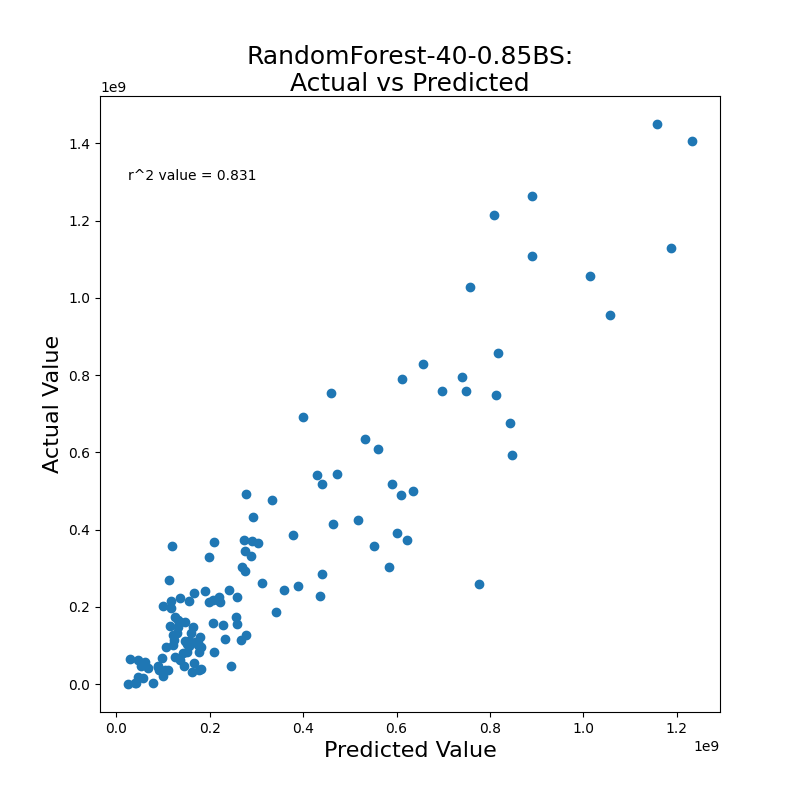 RandomForest-40-0.85BS:
Actual vs Predicted
1e9
r^2 value = 0.831
1.4
1.2
1.0
0.8
0.6
0.4
0.2
0.0
Actual Value
0.0 0.2 0.4 0.6 0.8 1.0 1.2
1e9
Predicted Value